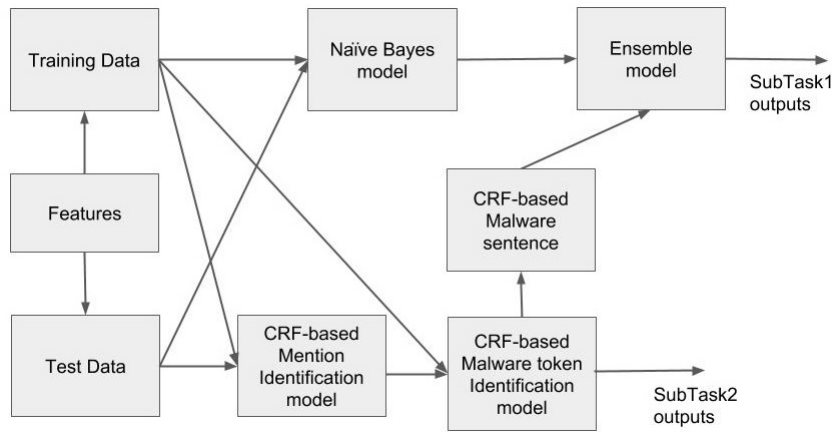 Training Data
Naïve Bayes
model
Ensemble
model
SubTask1
outputs
Features
CRF-based
Malware
sentence
Test Data
CRF-based
Mention
Identification
model
CRF-based
Malware token
Identification
model
SubTask2
outputs